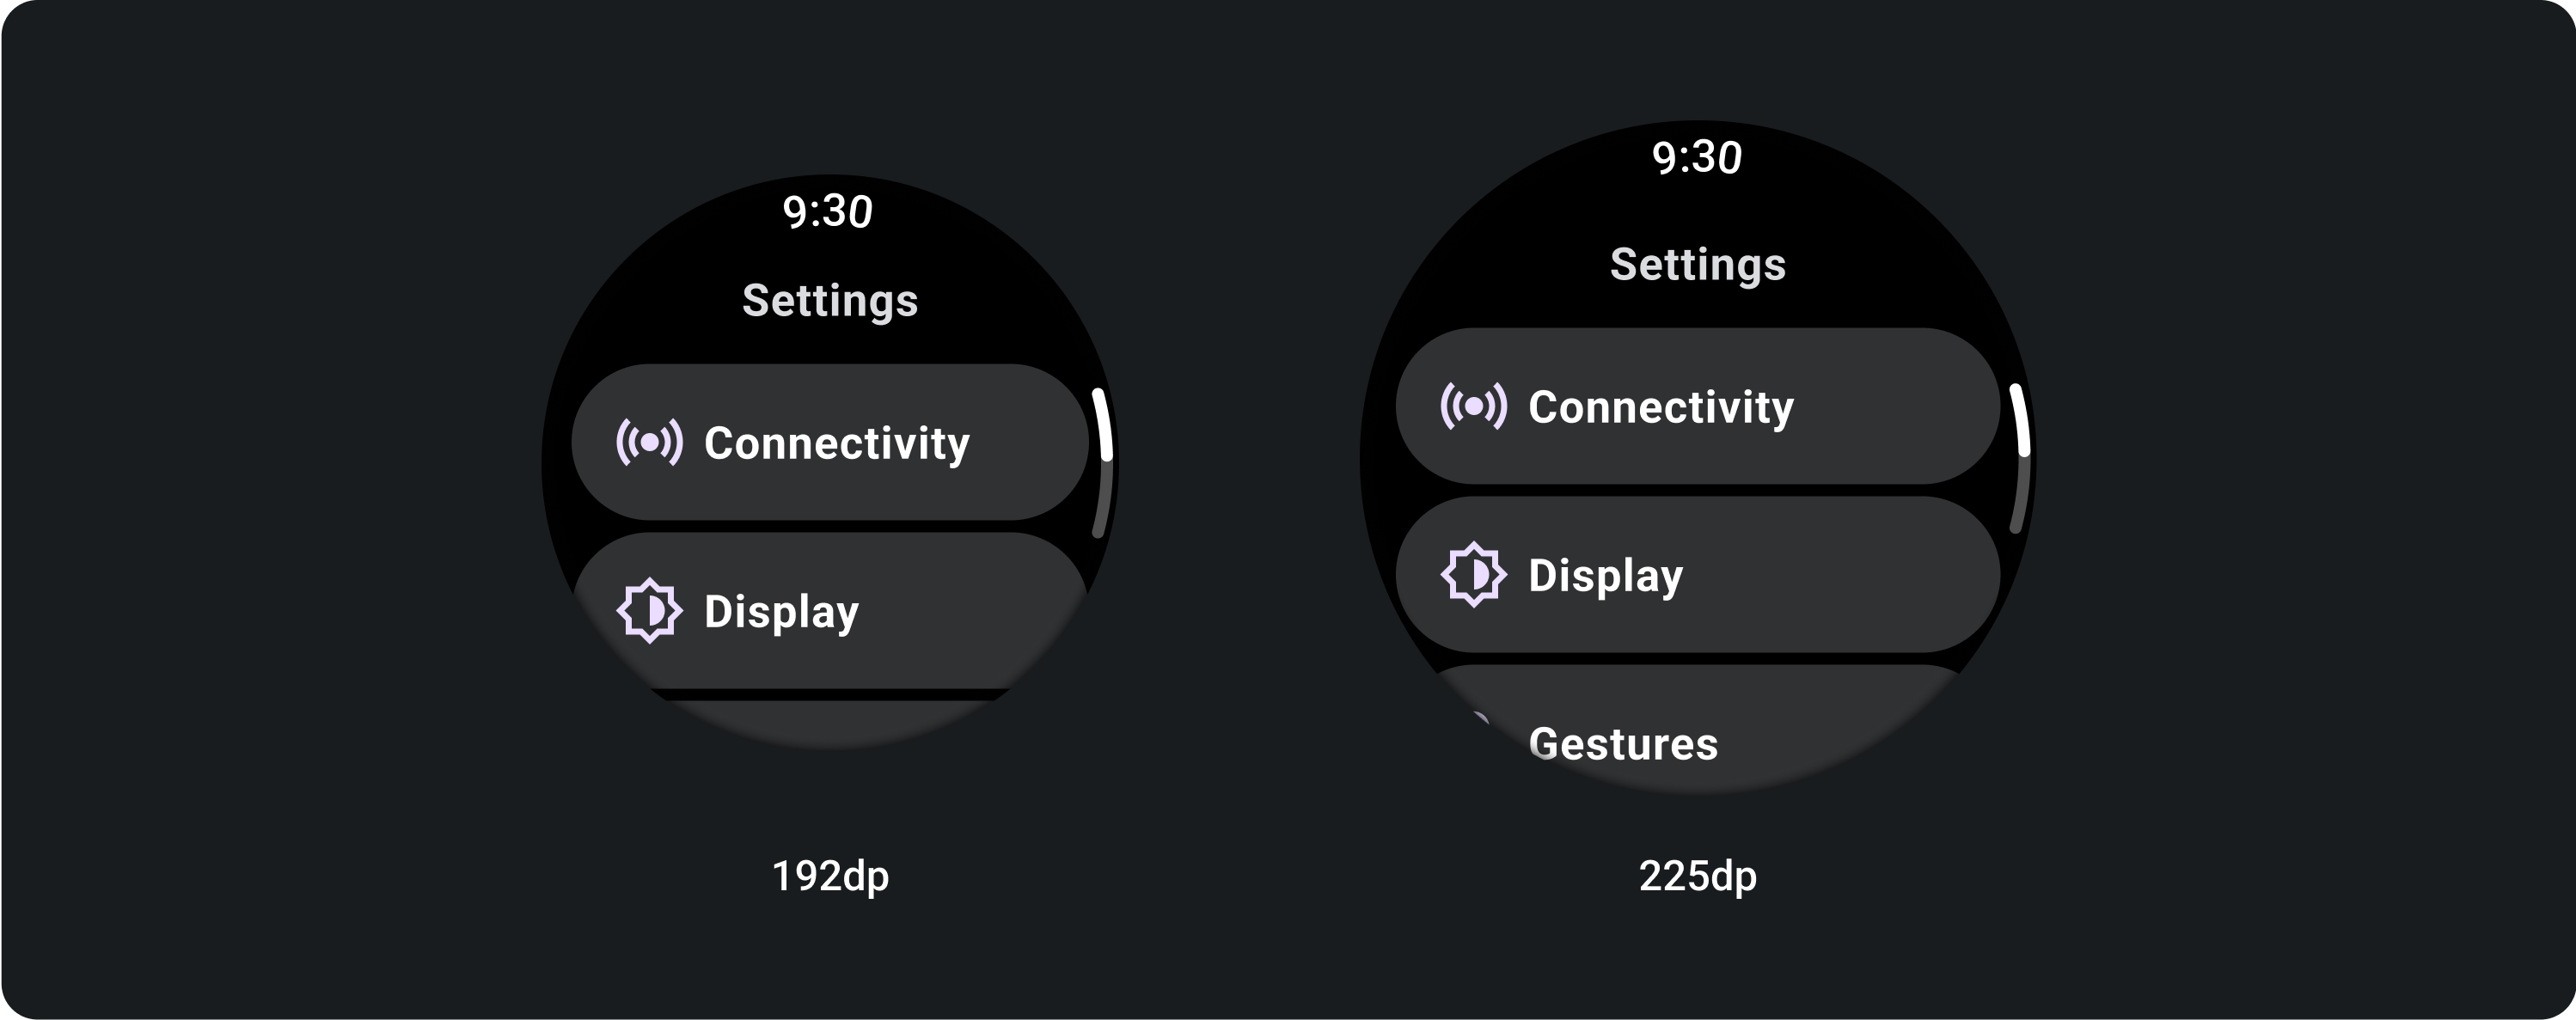 9:30
Settings
Connectivity
Display
192dp
9:30
Settings
Connectivity
Display
Gestures
225dp